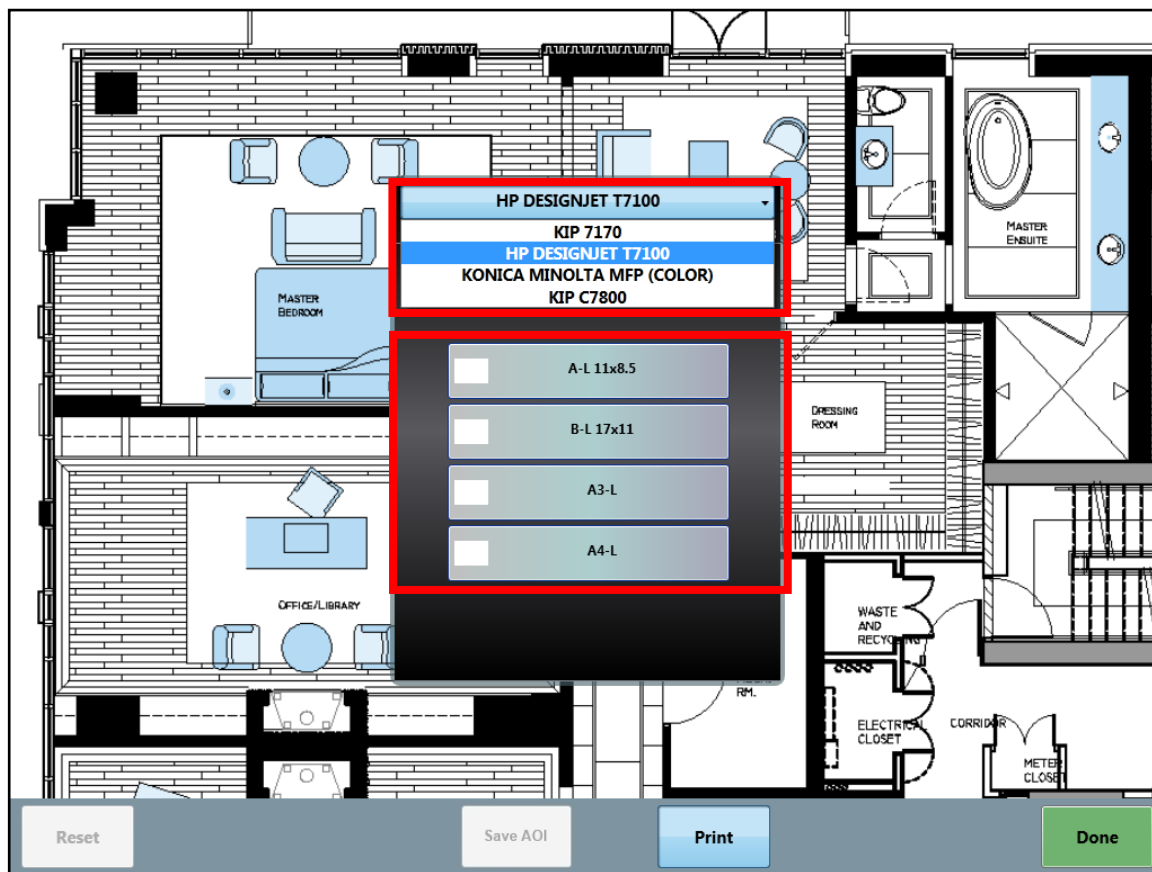 HP DESIGNJET T7100
KIP 7170
HP DESIGNJET T7100
KONICA MINOLTA MFP (COLOR)
KIP C7800
MASTER
ENSUITE
MASTER
BEDROOM
A-L 11x8.5
DRESSING
ROOM
B-L 17x11
A3-L
A4-L
OFFICE/LIBRARY
WASTE
AND
RECYCLING
RM.
ELECTRICAL
CLOSET
CORRIDOR
METER
CLOSET
Reset
Save AOI
Print
Done